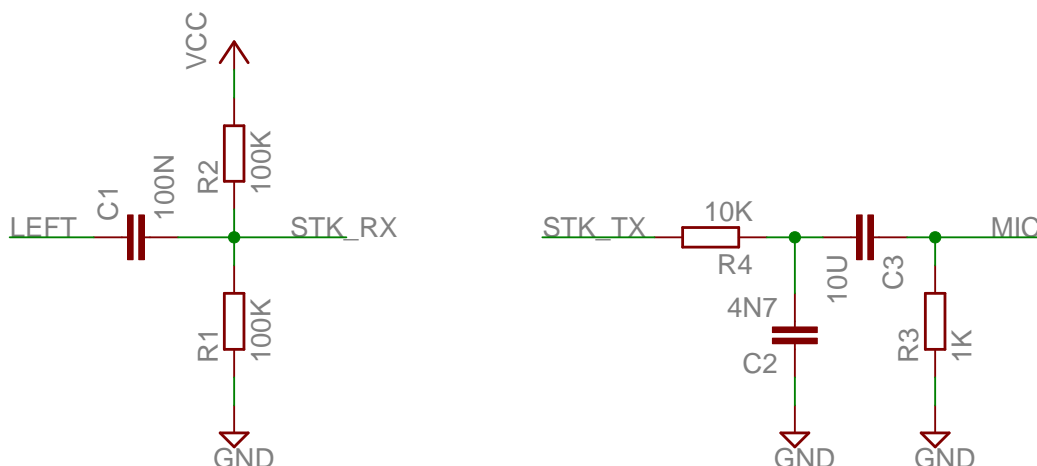 VCC
R2
100K
C1
100N
LEFT
STK_RX
R1
100K
GND
STK_TX
10K
R4
10U
C3
MIC
4N7
C2
R3
1K
GND
GND